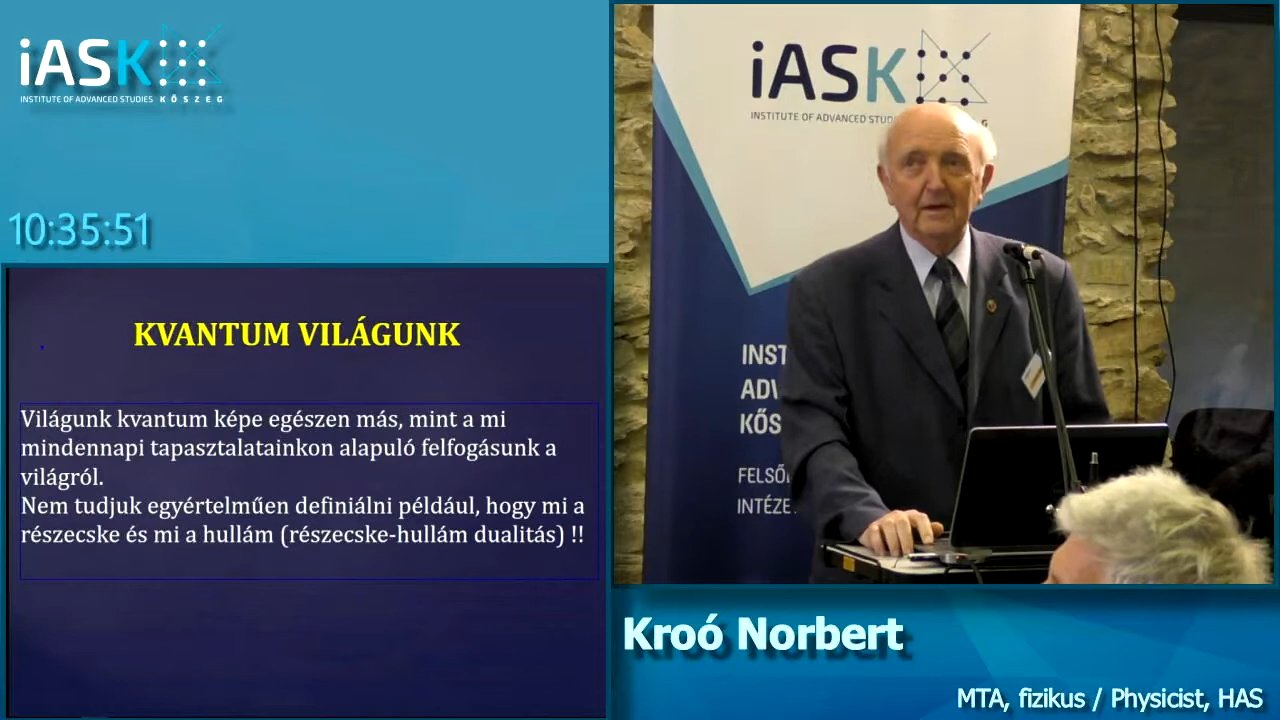 iASK
INSTITUTE OF ADVANCED STUDIES KŐSZEG
10:35:51
KVANTUM VILÁGUNK
Világunk kvantum képe egészen más, mint a mi
mindennapi tapasztalatainkon alapuló felfogásunk a
világról.
Nem tudjuk egyértelműen definiálni például, hogy mi a
részecske és mi a hullám (részecske-hullám dualitás) !!
iASK
INSTITUTE OF ADVANCED STUD
G
INST
ADV
KŐS
FELSŐ
INTÉZE
Kroó Norbert
MTA, fizikus / Physicist, HAS